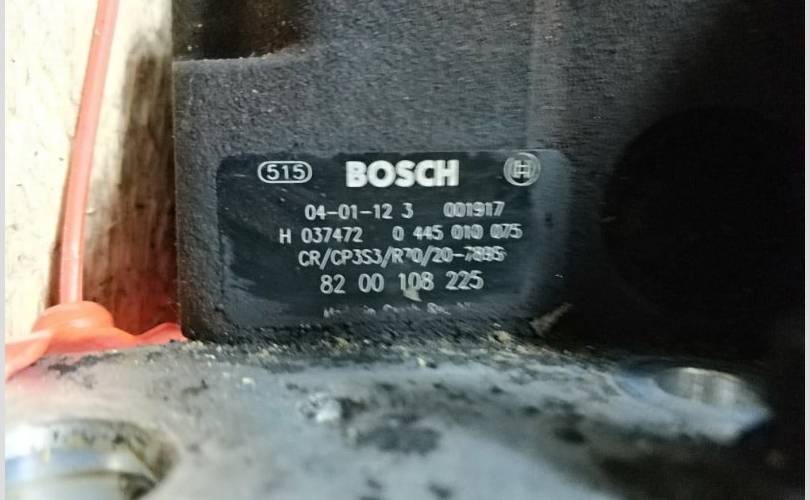 515 BOSCH H
04-01-12 3 001917
H 037472 0 445 010 075
CR/CP3S3/R70/20-789S
82 00 108 225